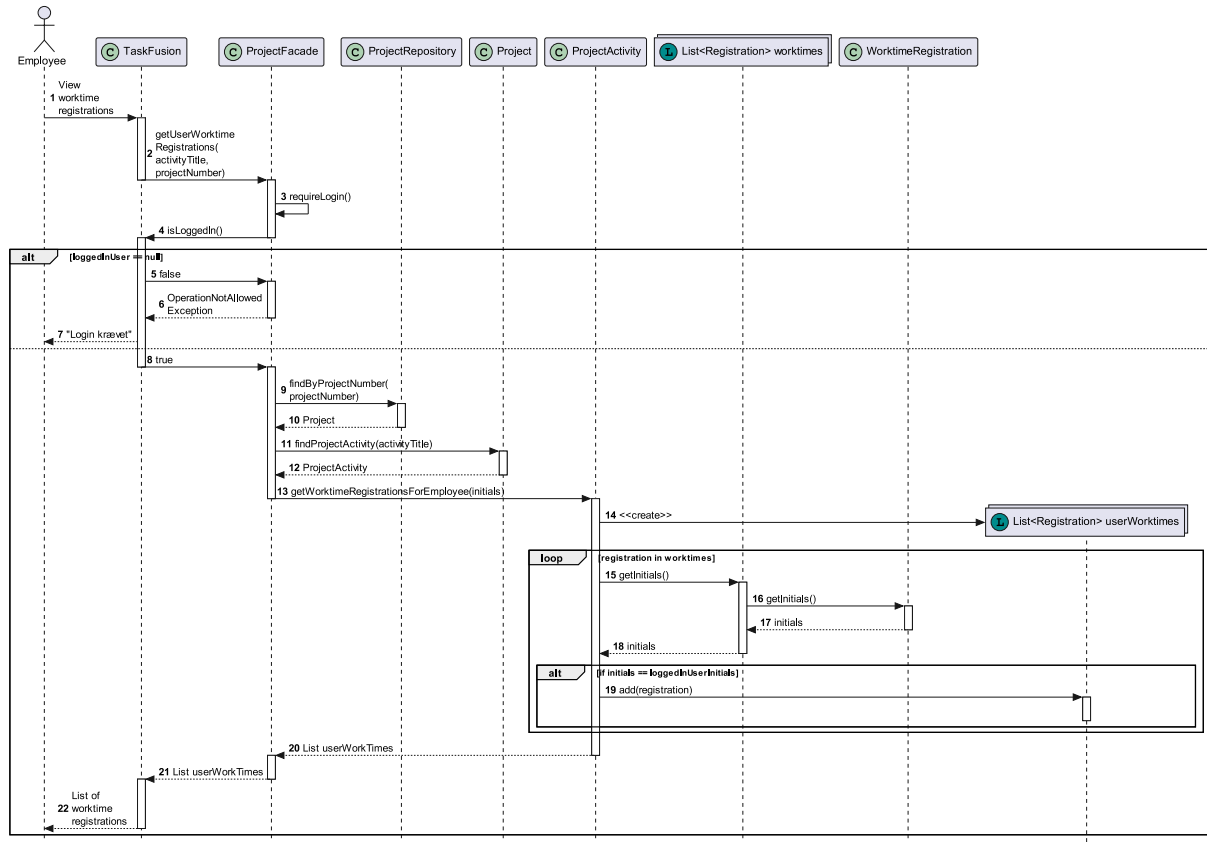 Employee
C TaskFusion
C ProjectFacade
C ProjectRepository
C Project
C ProjectActivity
L List<Registration> worktimes
C WorktimeRegistration
View
1 worktime
registrations
getUserWorktime
2 Registrations(
activityTitle,
projectNumber)
3 requireLogin()
4 isLoggedIn()
alt [loggedInUser == null]
5 false
OperationNotAllowed
6 Exception
7 "Login krævet"
8 true
findByProjectNumber(
9 projectNumber)
10 Project
11 findProjectActivity(activityTitle)
12 ProjectActivity
13 getWorktimeRegistrationsForEmployee(initials)
14 <<create>>
L List<Registration> userWorktimes
loop [registration in worktimes]
15 getInitials()
16 getInitials()
17 initials
18 initials
alt [if initials == loggedInUserInitials]
19 add(registration)
20 List userWorkTimes
21 List userWorkTimes
List of
22 worktime
registrations